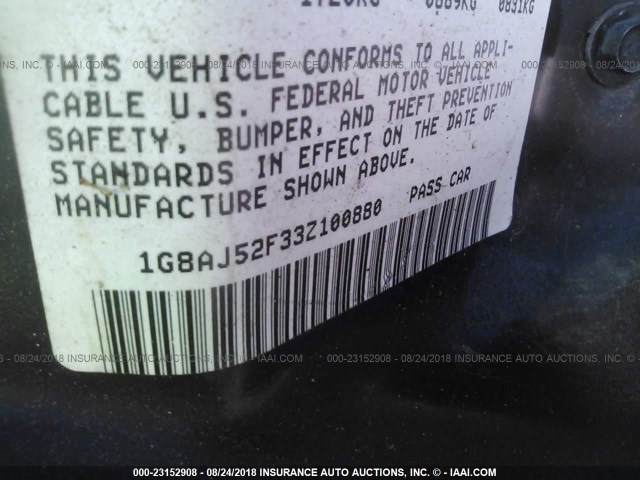 0889KG 0831KG
THIS VEHICLE CONFORMS TO ALL APPLI-
CABLE U.S. FEDERAL MOTOR VEHICLE
SAFETY, BUMPER, AND THEFT PREVENTION
STANDARDS IN EFFECT ON THE DATE OF
MANUFACTURE SHOWN ABOVE.
1G8AJ52F33Z100880 PASS CAR
000-23152908 - 08/24/2018 INSURANCE AUTO AUCTIONS, INC. © - IAAI.COM